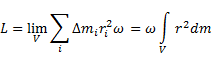 L = lim_V ∑_i Δm_i r_i^2 ω = ω ∫_V r^2 dm